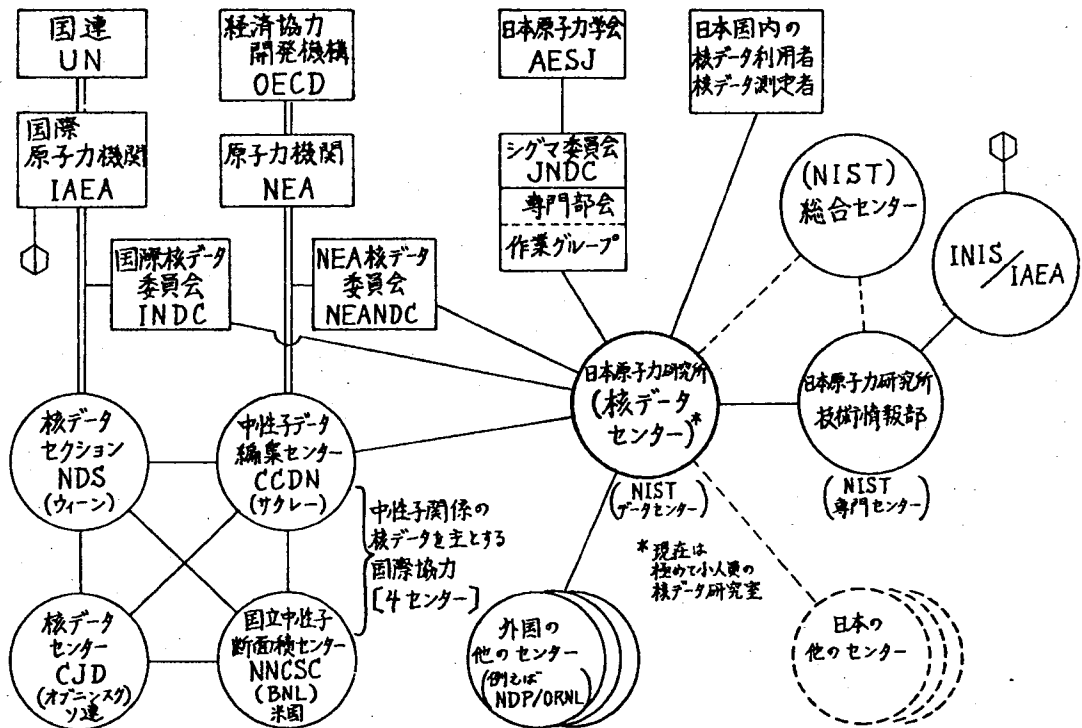 国連
UN
経済協力
開発機構
OECD
日本原子力学会
AESJ
日本国内の
核データ利用者
核データ測定者
国際
原子力機関
IAEA
原子力機関
NEA
シグマ委員会
JNDC
専門部会
作業グループ
(NIST)
総合センター
INIS
/IAEA
国際核データ
委員会
INDC
NEA核データ
委員会
NEANDC
日本原子力研究所
(核データ
センター)*
日本原子力研究所
技術情報部
核データ
セクション
NDS
(ウィーン)
中性子データ
編集センター
CCDN
(サクレー)
(NIST
データセンター)
(NIST
専門センター)
中性子関係の
核データを主とする
国際協力
[4センター]
*現在は
極めて小人員の
核データ研究室
核データ
センター
CJD
(オブニンスク)
ソ連
国立中性子
断面積センター
NNCSC
(BNL)
米国
外国の
他のセンター
(例えば
NDP/ORNL)
日本の
他のセンター